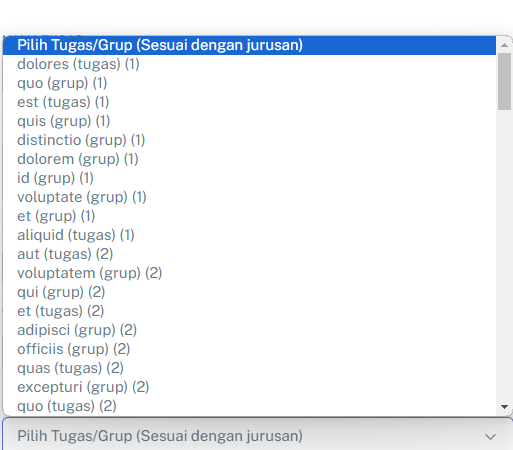 Pilih Tugas/Grup (Sesuai dengan jurusan)
dolores (tugas) (1)
quo (grup) (1)
est (tugas) (1)
quis (grup) (1)
distinctio (grup) (1)
dolorem (grup) (1)
id (grup) (1)
voluptate (grup) (1)
et (grup) (1)
aliquid (tugas) (1)
aut (tugas) (2)
voluptatem (grup) (2)
qui (grup) (2)
et (tugas) (2)
adipisci (grup) (2)
officiis (grup) (2)
quas (tugas) (2)
excepturi (grup) (2)
quo (tugas) (2)
Pilih Tugas/Grup (Sesuai dengan jurusan)